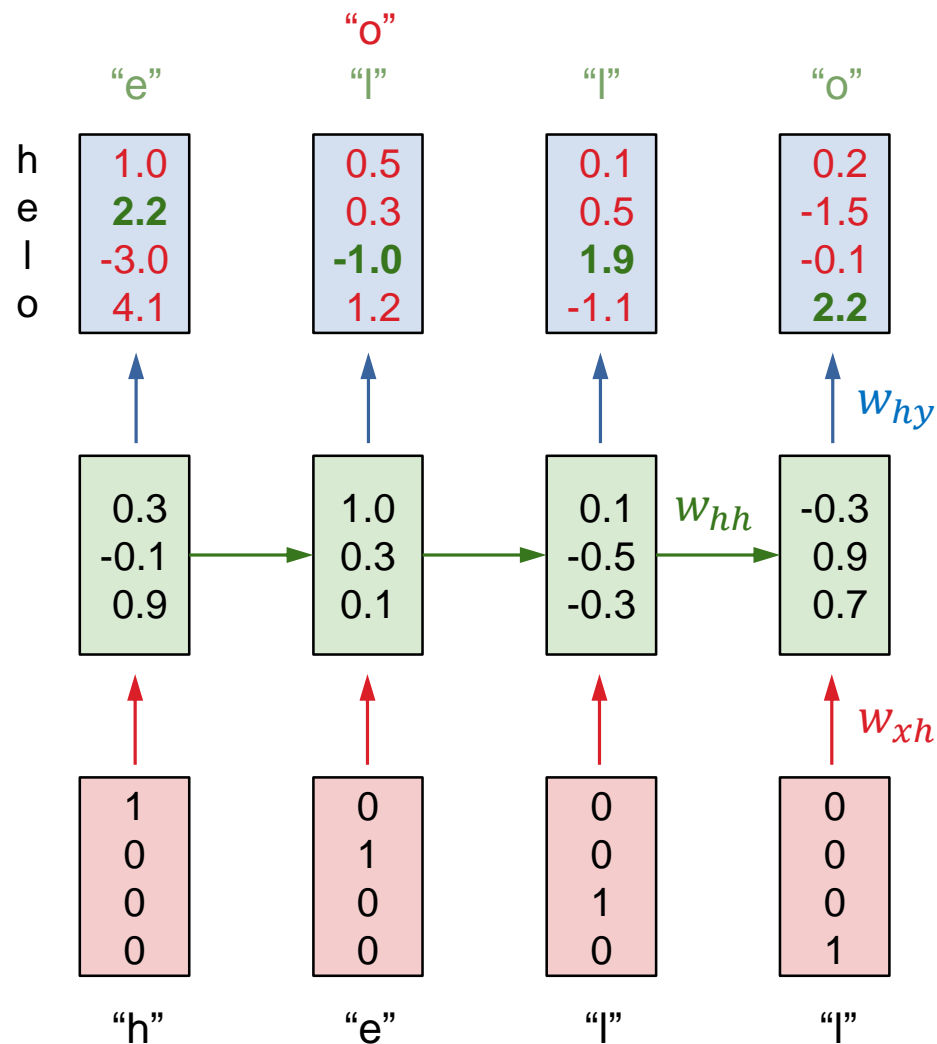 “o”
“e” “l” “l” “o”
h 1.0 0.5 0.1 0.2
e 2.2 0.3 0.5 -1.5
l -3.0 -1.0 1.9 -0.1
o 4.1 1.2 -1.1 2.2
w_hy
0.3 1.0 0.1 -0.3
w_hh
-0.1 0.3 -0.5 0.9
0.9 0.1 -0.3 0.7
w_xh
1 0 0 0
0 1 0 0
0 0 1 0
0 0 0 1
“h” “e” “l” “l”